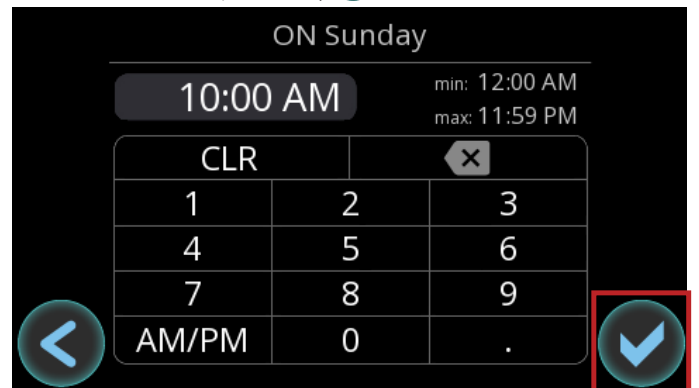 ON Sunday
10:00 AM
min: 12:00 AM
max: 11:59 PM
CLR
1 2 3
4 5 6
7 8 9
AM/PM 0 .